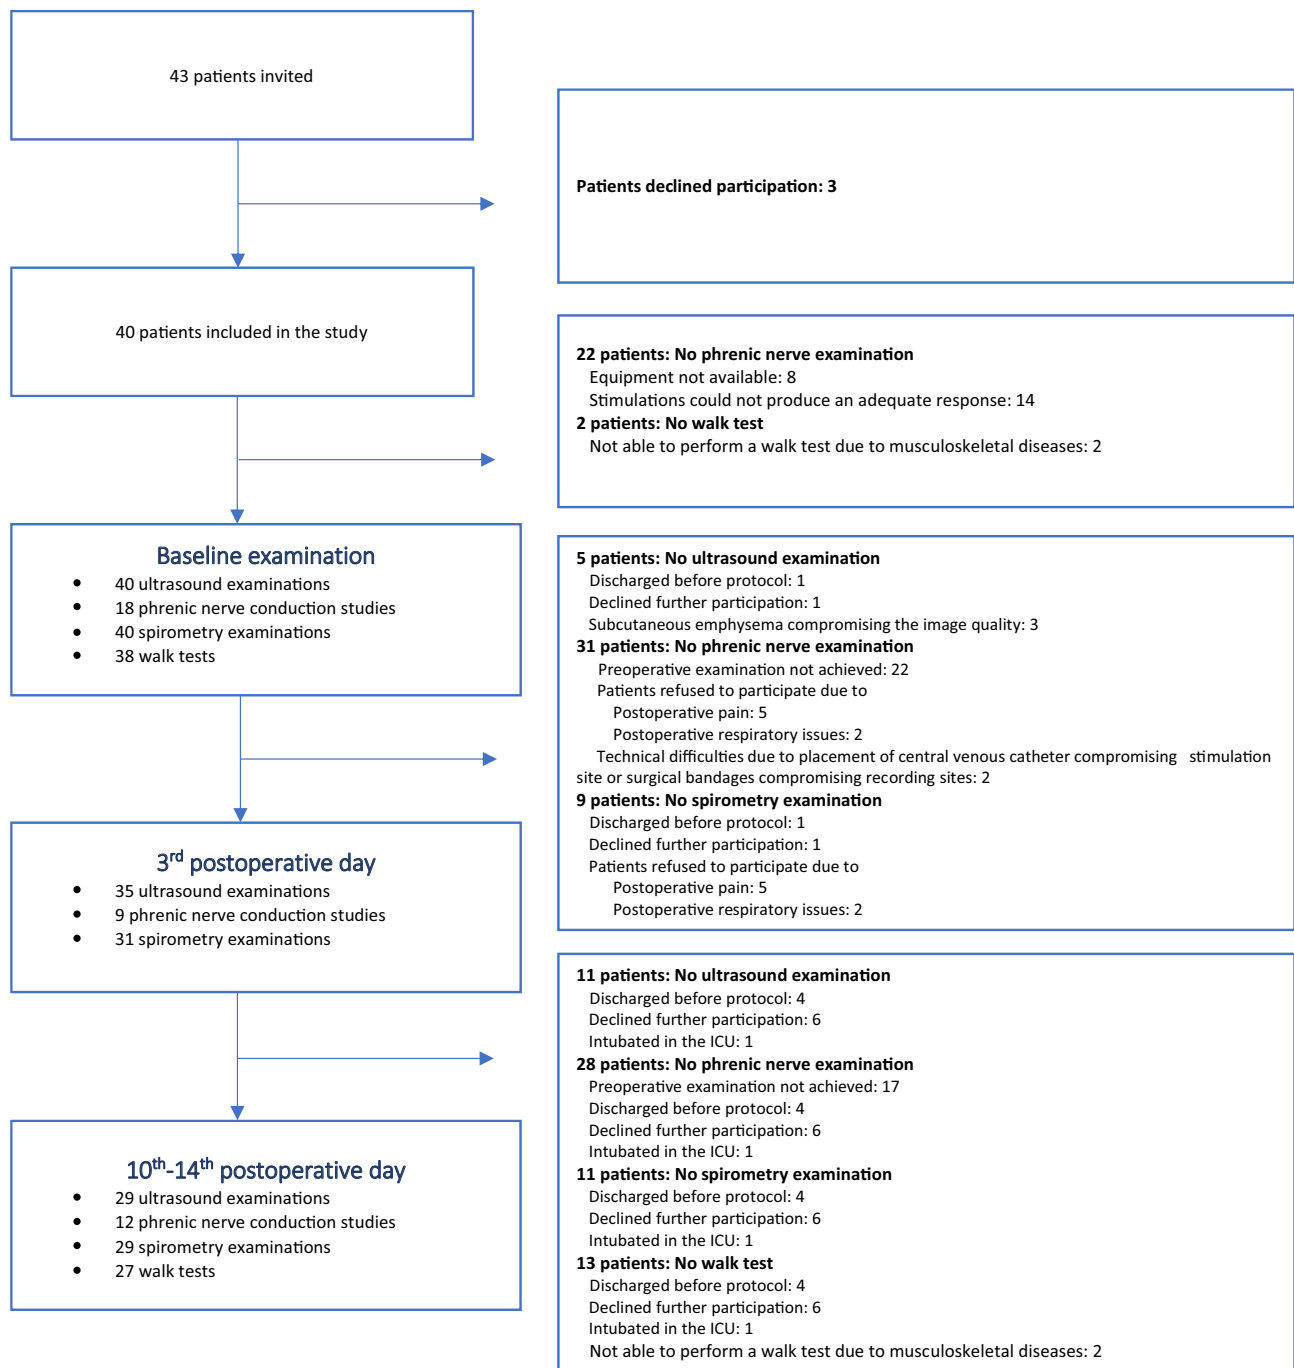 43 patients invited
Patients declined participation: 3
40 patients included in the study
22 patients: No phrenic nerve examination
Equipment not available: 8
Stimulations could not produce an adequate response: 14
2 patients: No walk test
Not able to perform a walk test due to musculoskeletal diseases: 2
Baseline examination
• 40 ultrasound examinations
• 18 phrenic nerve conduction studies
• 40 spirometry examinations
• 38 walk tests
5 patients: No ultrasound examination
Discharged before protocol: 1
Declined further participation: 1
Subcutaneous emphysema compromising the image quality: 3
31 patients: No phrenic nerve examination
Preoperative examination not achieved: 22
Patients refused to participate due to
Postoperative pain: 5
Postoperative respiratory issues: 2
Technical difficulties due to placement of central venous catheter compromising stimulation
site or surgical bandages compromising recording sites: 2
9 patients: No spirometry examination
Discharged before protocol: 1
Declined further participation: 1
Patients refused to participate due to
Postoperative pain: 5
Postoperative respiratory issues: 2
3rd postoperative day
• 35 ultrasound examinations
• 9 phrenic nerve conduction studies
• 31 spirometry examinations
11 patients: No ultrasound examination
Discharged before protocol: 4
Declined further participation: 6
Intubated in the ICU: 1
28 patients: No phrenic nerve examination
Preoperative examination not achieved: 17
Discharged before protocol: 4
Declined further participation: 6
Intubated in the ICU: 1
11 patients: No spirometry examination
Discharged before protocol: 4
Declined further participation: 6
Intubated in the ICU: 1
13 patients: No walk test
Discharged before protocol: 4
Declined further participation: 6
Intubated in the ICU: 1
Not able to perform a walk test due to musculoskeletal diseases: 2
10th-14th postoperative day
• 29 ultrasound examinations
• 12 phrenic nerve conduction studies
• 29 spirometry examinations
• 27 walk tests